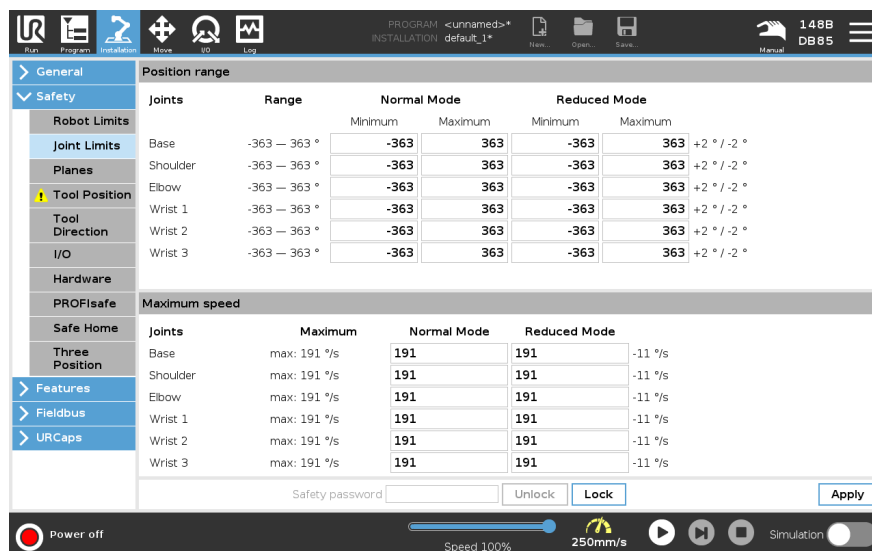 PROGRAM <unnamed>*
INSTALLATION default_1*
UR
Run Program Installation Move I/O Log New... Open... Save... Manual
148B
DB85
General
Safety
Robot Limits
Joint Limits
Planes
Tool Position
Tool
Direction
I/O
Hardware
PROFIsafe
Safe Home
Three
Position
Features
Fieldbus
URCaps
Position range
Joints Range Normal Mode Reduced Mode
Minimum Maximum Minimum Maximum
Base -363 — 363 ° -363 363 -363 363 +2 ° / -2 °
Shoulder -363 — 363 ° -363 363 -363 363 +2 ° / -2 °
Elbow -363 — 363 ° -363 363 -363 363 +2 ° / -2 °
Wrist 1 -363 — 363 ° -363 363 -363 363 +2 ° / -2 °
Wrist 2 -363 — 363 ° -363 363 -363 363 +2 ° / -2 °
Wrist 3 -363 — 363 ° -363 363 -363 363 +2 ° / -2 °
Maximum speed
Joints Maximum Normal Mode Reduced Mode
Base max: 191 °/s 191 191 -11 °/s
Shoulder max: 191 °/s 191 191 -11 °/s
Elbow max: 191 °/s 191 191 -11 °/s
Wrist 1 max: 191 °/s 191 191 -11 °/s
Wrist 2 max: 191 °/s 191 191 -11 °/s
Wrist 3 max: 191 °/s 191 191 -11 °/s
Safety password Unlock Lock Apply
Power off Speed 100% 250mm/s Simulation